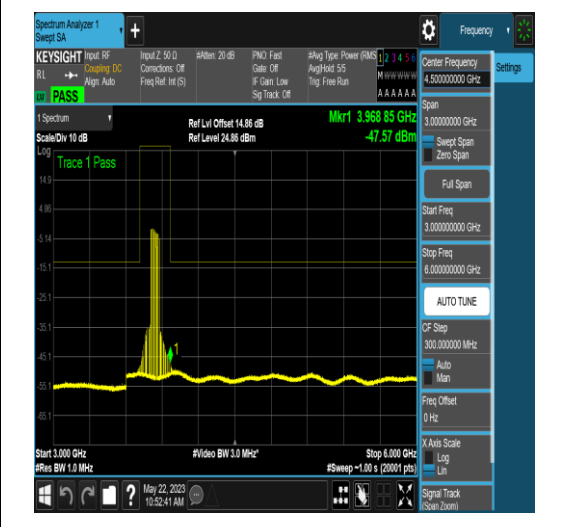 Spectrum Analyzer 1
Swept SA
+
Frequency
KEYSIGHT
RL
PASS
Input: RF
Coupling: DC
Align: Auto
Input Z: 50 Ω
Corrections: Off
Freq Ref: Int (S)
#Atten: 20 dB
PNO: Fast
Gate: Off
IF Gain: Low
Sig Track: Off
#Avg Type: Power (RMS
Avg|Hold: 5/5
Trig: Free Run
1 2 3 4 5 6
M w w w w w
A A A A A A
1 Spectrum
Scale/Div 10 dB
Ref Lvl Offset 14.86 dB
Ref Level 24.86 dBm
Mkr1 3.968 85 GHz
-47.57 dBm
Log
Trace 1 Pass
14.9
4.86
-5.14
-15.1
-25.1
-35.1
-45.1
-55.1
-65.1
1
Start 3.000 GHz
#Res BW 1.0 MHz
#Video BW 3.0 MHz*
Stop 6.000 GHz
#Sweep ~1.00 s (20001 pts)
?
May 22, 2023
10:52:41 AM
Settings
Center Frequency
4.500000000 GHz
Span
3.00000000 GHz
Swept Span
Zero Span
Full Span
Start Freq
3.000000000 GHz
Stop Freq
6.000000000 GHz
AUTO TUNE
CF Step
300.000000 MHz
Auto
Man
Freq Offset
0 Hz
X Axis Scale
Log
Lin
Signal Track
(Span Zoom)